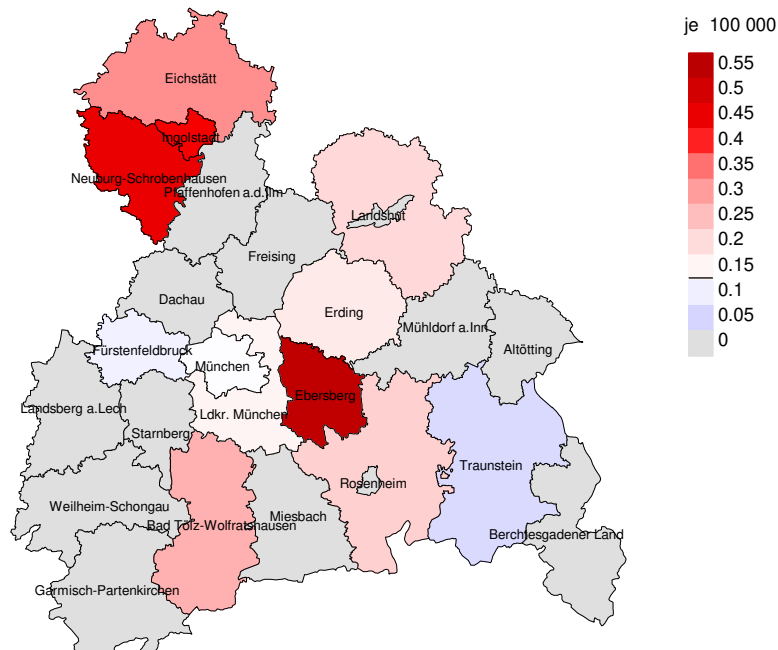 je 100 000
0.55
0.5
0.45
0.4
0.35
0.3
0.25
0.2
0.15
0.1
0.05
0
Eichstätt
Ingolstadt
Neuburg-Schrobenhausen
Pfaffenhofen a.d.Ilm
Landshut
Freising
Dachau
Erding
Mühldorf a.Inn
Altötting
Fürstenfeldbruck
München
Ebersberg
Landsberg a.Lech
Ldkr. München
Starnberg
Traunstein
Rosenheim
Weilheim-Schongau
Miesbach
Bad Tölz-Wolfratshausen
Berchtesgadener Land
Garmisch-Partenkirchen